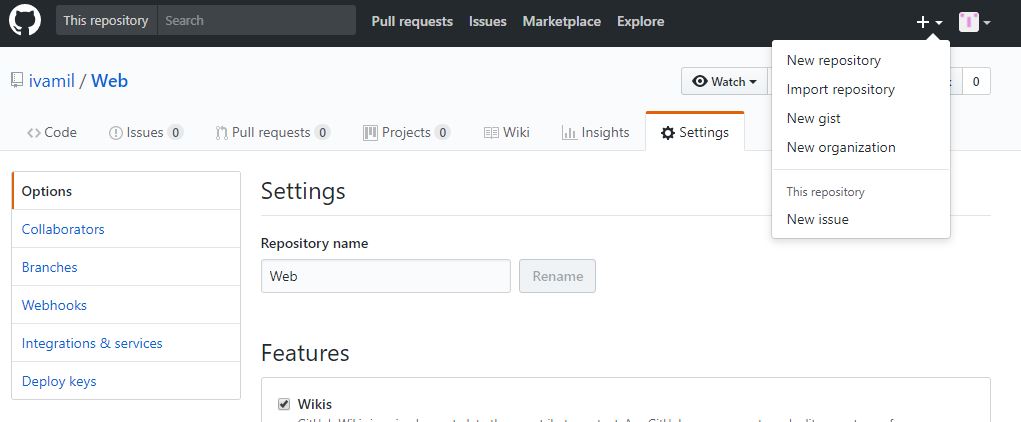 This repository Search Pull requests Issues Marketplace Explore
ivamil / Web
Watch
0
New repository
Import repository
New gist
New organization
This repository
New issue
Code Issues 0 Pull requests 0 Projects 0 Wiki Insights Settings
Options
Collaborators
Branches
Webhooks
Integrations & services
Deploy keys
Settings
Repository name
Web Rename
Features
Wikis